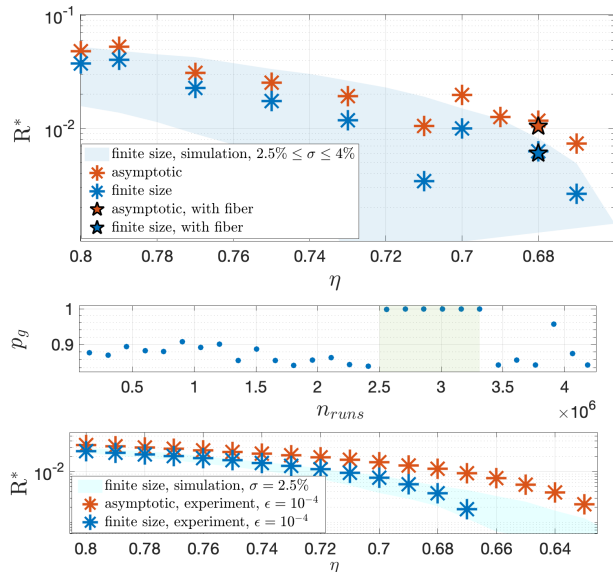 10⁻¹
R*
10⁻²
finite size, simulation, 2.5% ≤ σ ≤ 4%
asymptotic
finite size
asymptotic, with fiber
finite size, with fiber
0.8 0.78 0.76 0.74 0.72 0.7 0.68
η
1
p_g
0.9
0.5 1 1.5 2 2.5 3 3.5 4
n_runs
×10⁶
R*
10⁻²
finite size, simulation, σ = 2.5%
asymptotic, experiment, ϵ = 10⁻⁴
finite size, experiment, ϵ = 10⁻⁴
0.8 0.78 0.76 0.74 0.72 0.7 0.68 0.66 0.64
η